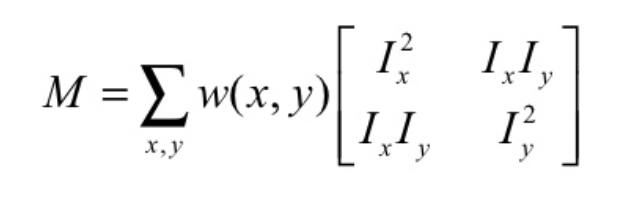 M = ∑_{x,y} w(x, y) [ I_x^2 I_xI_y ; I_xI_y I_y^2 ]